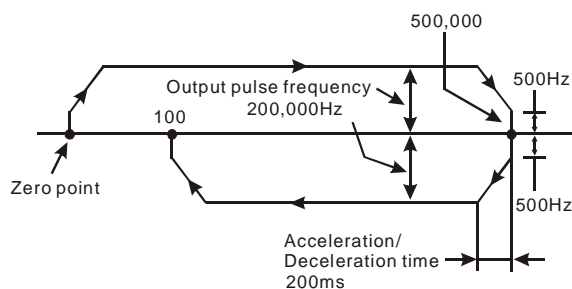 500,000
Output pulse frequency
200,000Hz
500Hz
100
Zero point
500Hz
Acceleration/
Deceleration time
200ms